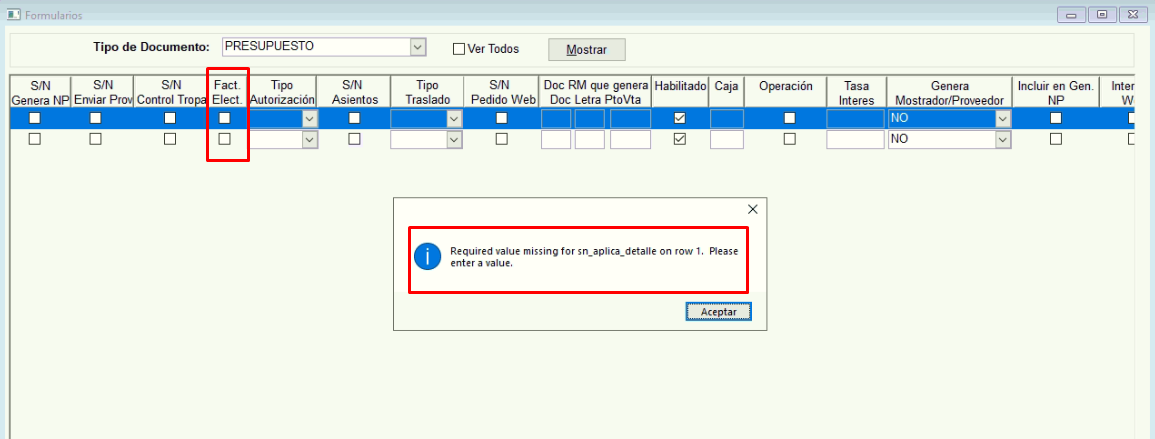 Formularios
Tipo de Documento: PRESUPUESTO Ver Todos Mostrar
S/N S/N S/N Fact. Tipo S/N Tipo S/N Doc RM que genera Habilitado Caja Operación Tasa Genera Incluir en Gen. Inter
Genera NP Enviar Prov Control Tropa Elect. Autorización Asientos Traslado Pedido Web Doc Letra PtoVta Interes Mostrador/Proveedor NP W
NO
NO
Required value missing for sn_aplica_detalle on row 1. Please
enter a value.
Aceptar